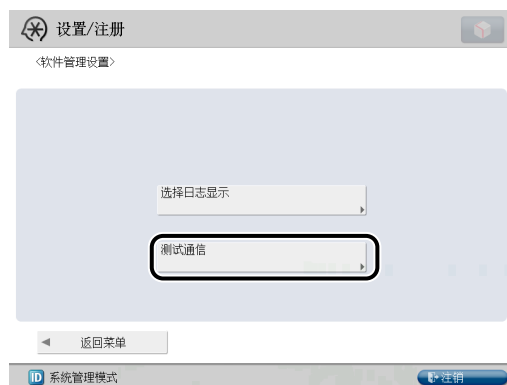 设置/注册
<软件管理设置>
选择日志显示
测试通信
返回菜单
ID 系统管理模式
注销